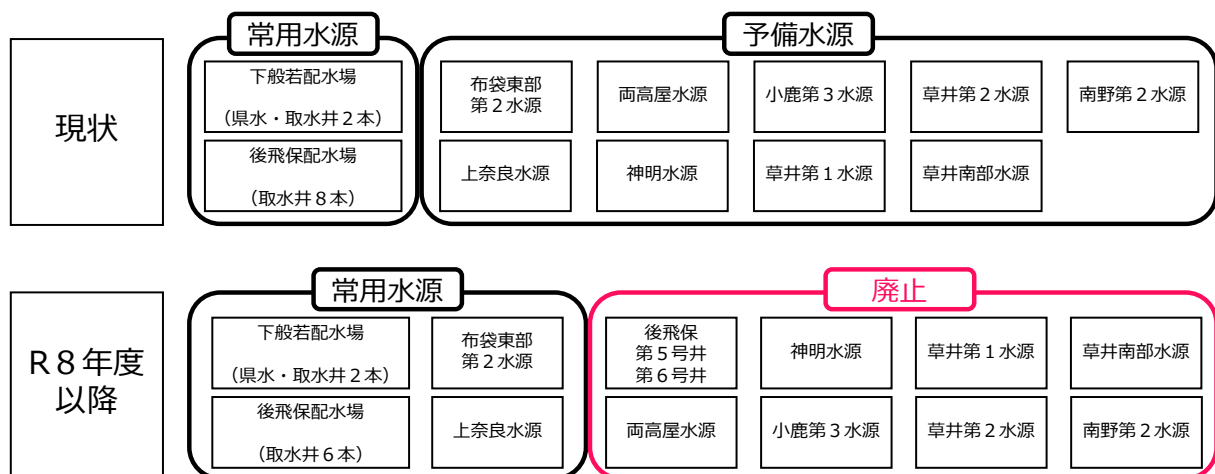 現状
常用水源
下般若配水場
（県水・取水井２本）
後飛保配水場
（取水井８本）
予備水源
布袋東部
第２水源
両高屋水源
小鹿第３水源
草井第２水源
南野第２水源
上奈良水源
神明水源
草井第１水源
草井南部水源
Ｒ８年度
以降
常用水源
下般若配水場
（県水・取水井２本）
布袋東部
第２水源
後飛保配水場
（取水井６本）
上奈良水源
廃止
後飛保
第５号井
第６号井
神明水源
草井第１水源
草井南部水源
両高屋水源
小鹿第３水源
草井第２水源
南野第２水源